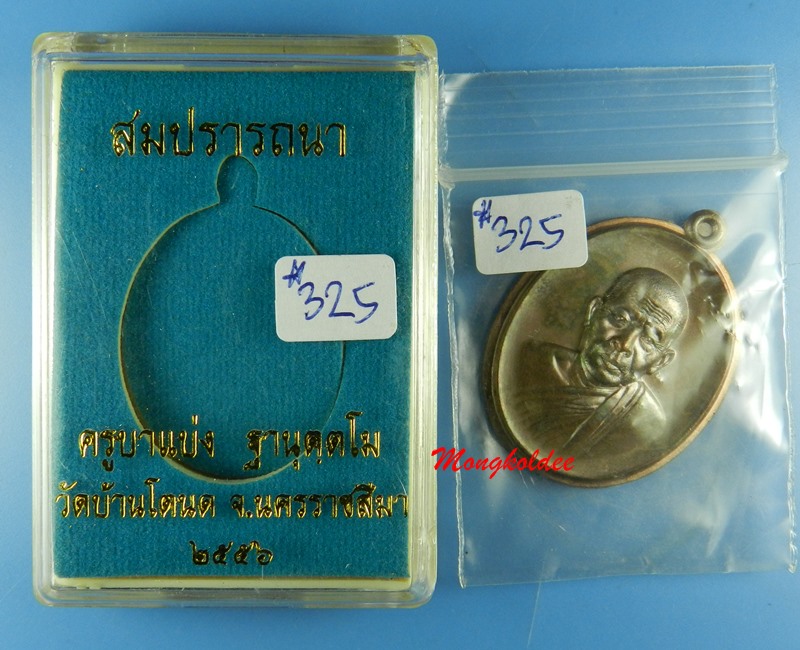 สมปรารถนา
#325
ครูบาแบ่ง ฐานุตฺตโม
วัดบ้านโตนด จ.นครราชสีมา
๒๕๕๖
#325
Mongkoldee